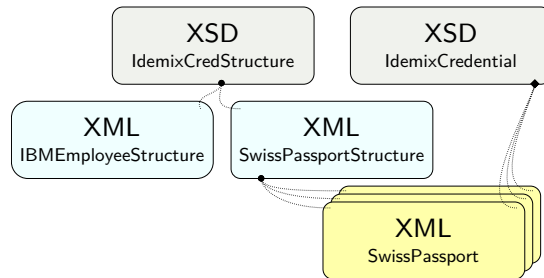 XSD
IdemixCredStructure
XSD
IdemixCredential
XML
IBMEmployeeStructure
XML
SwissPassportStructure
XML
SwissPassport